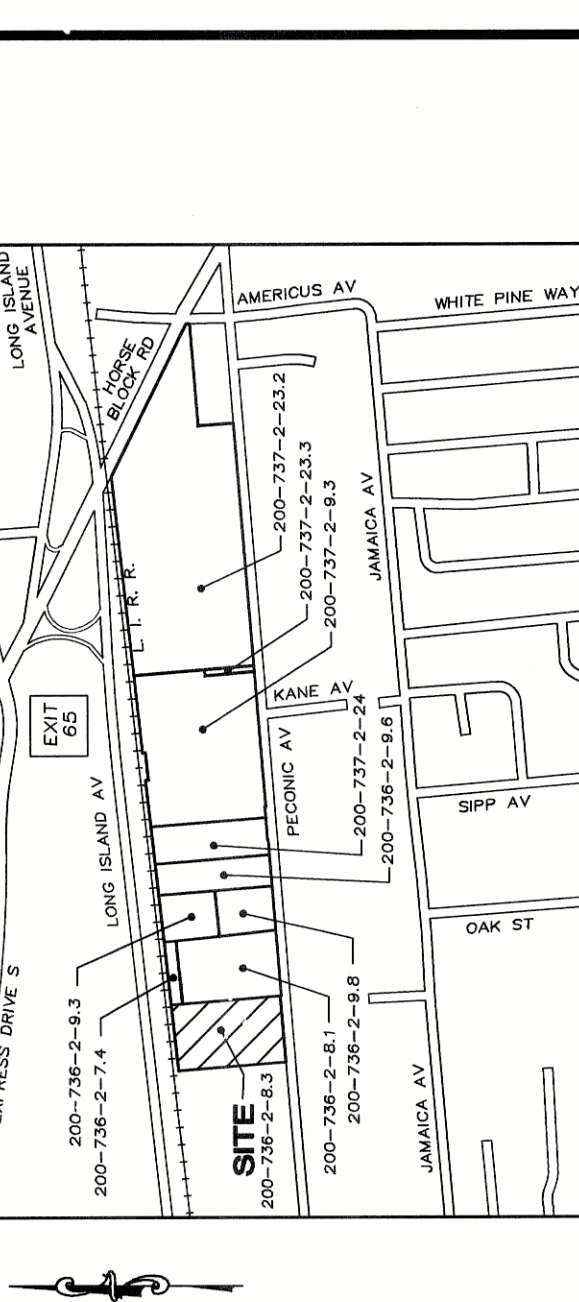 LONG ISLAND
AVENUE
HORSE
BLOCK RD
AMERICUS AV
WHITE PINE WAY
L. I. R. R.
200-737-2-23.2
200-737-2-23.3
200-737-2-9.3
JAMAICA AV
EXIT
65
KANE AV
LONG ISLAND AV
PECONIC AV
200-737-2-24
200-736-2-9.6
SIPP AV
OAK ST
DRIVE S
200-736-2-9.3
200-736-2-7.4
SITE
200-736-2-8.3
200-736-2-8.1
200-736-2-9.8
JAMAICA AV